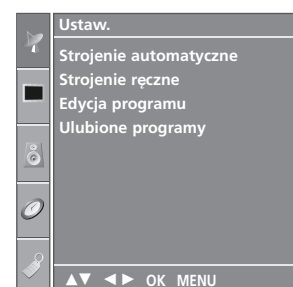 Ustaw.
Strojenie automatyczne
Strojenie ręczne
Edycja programu
Ulubione programy
▲▼ ◄► OK MENU